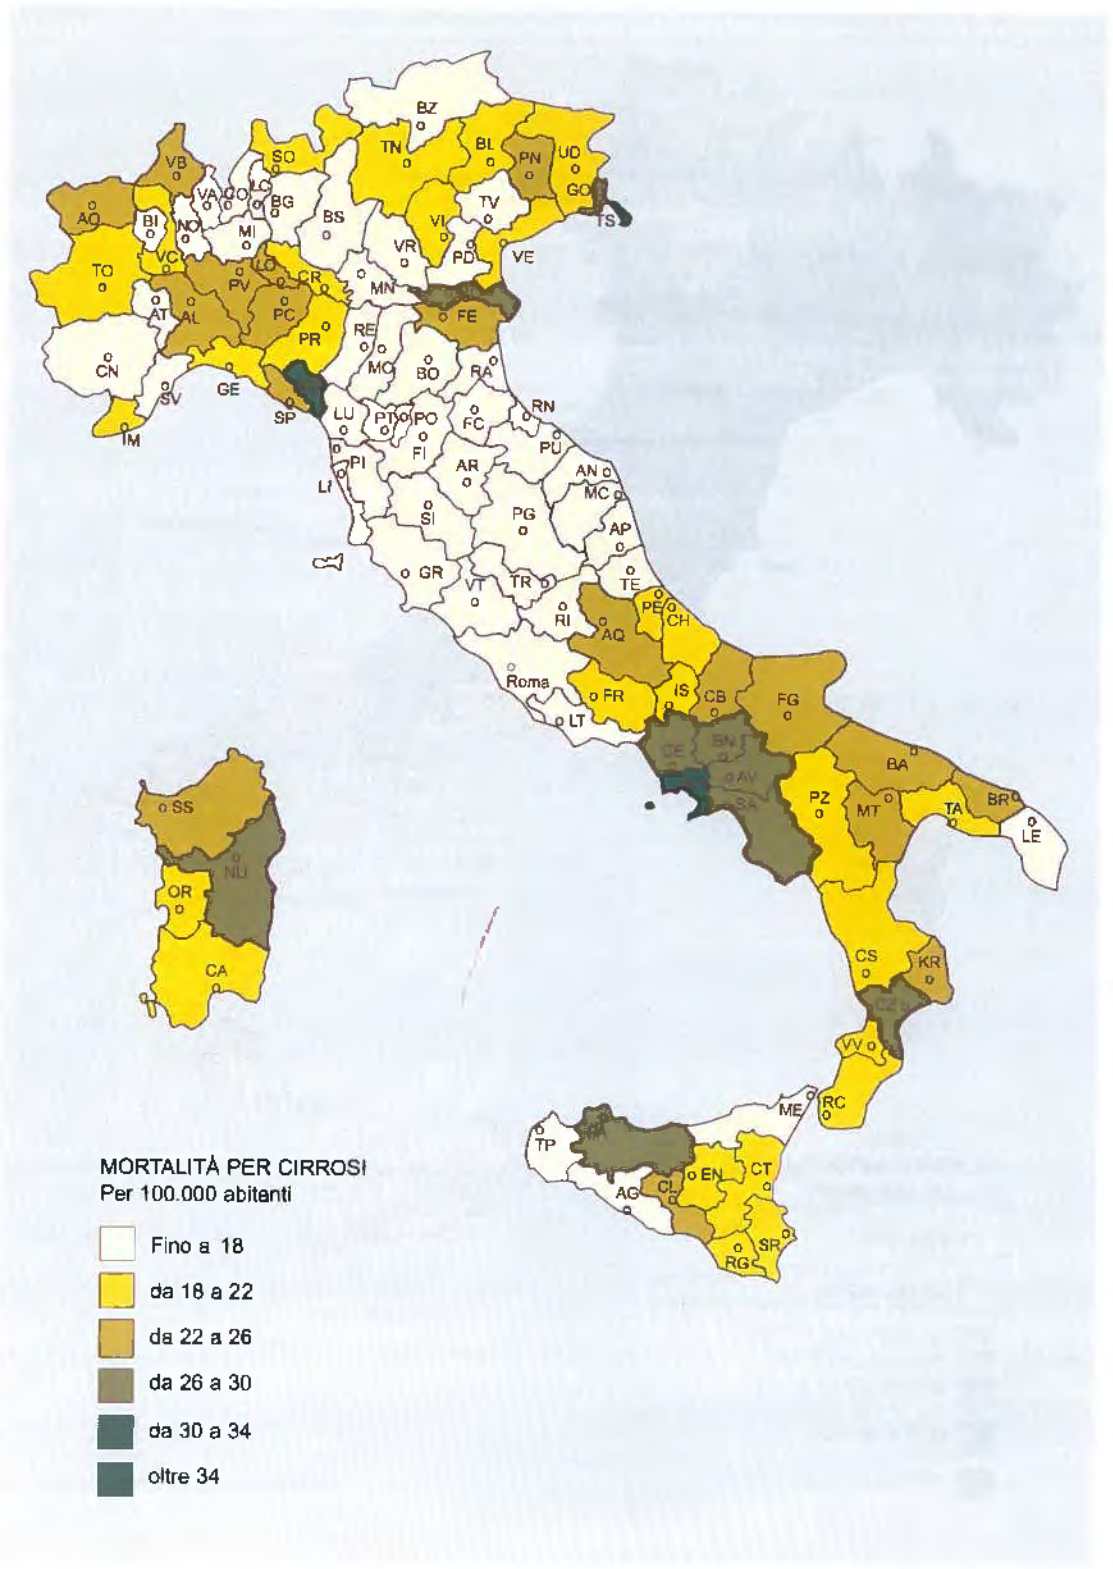 BZ
SO
TN
BL
PN
UD
GO
TS
VB
AO
VA
CO
LC
BG
BS
TV
VI
BI
NO
MI
VR
PD
VE
TO
VC
PV
LO
CR
MN
AT
AL
PC
FE
PR
RE
MO
BO
RA
CN
SV
GE
SP
IM
LU
PT
PO
FC
RN
FI
PU
PI
AR
AN
LI
MC
SI
PG
AP
GR
VT
TR
TE
RI
PE
CH
AQ
Roma
FR
IS
CB
FG
LT
CE
BN
BA
AV
SA
PZ
MT
TA
BR
LE
SS
NU
OR
CA
CS
KR
CZ
VV
RC
ME
TP
PA
AG
CL
EN
CT
SR
RG
MORTALITÀ PER CIRROSI
Per 100.000 abitanti
Fino a 18
da 18 a 22
da 22 a 26
da 26 a 30
da 30 a 34
oltre 34